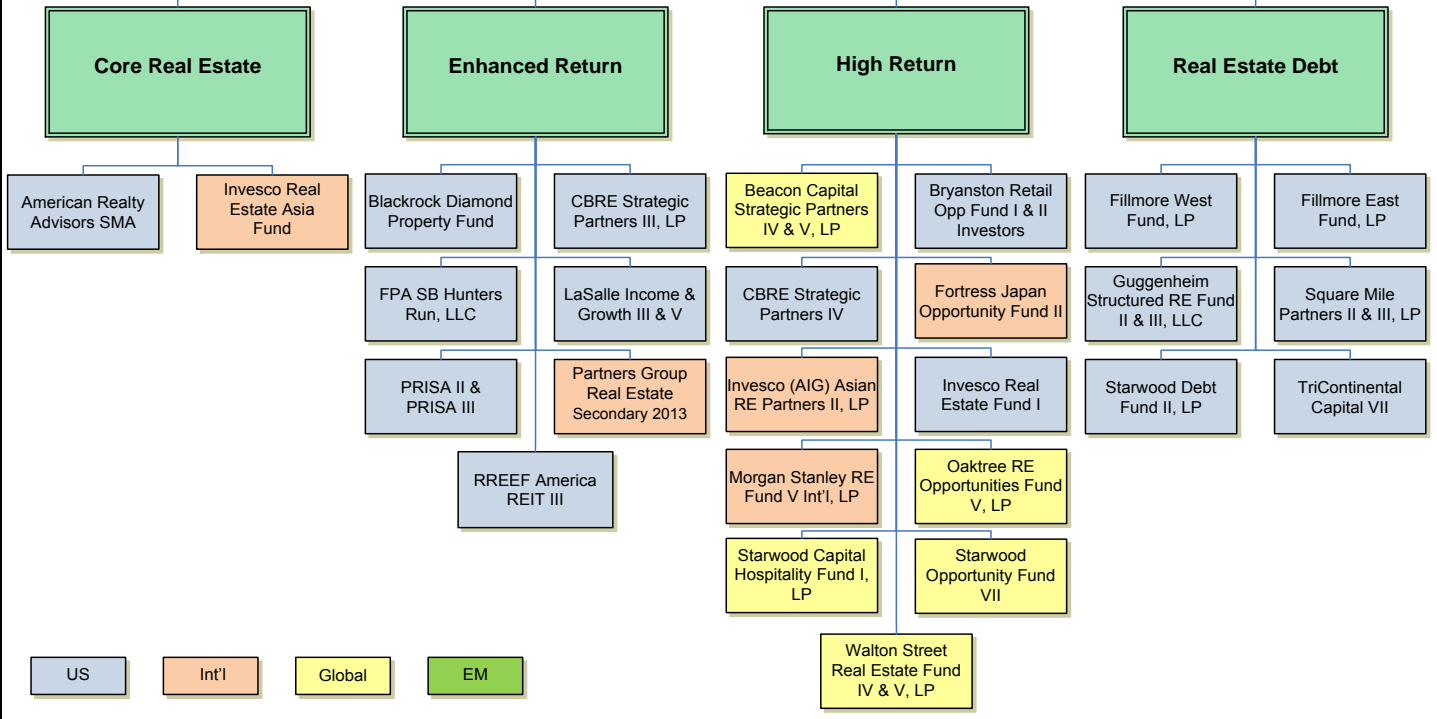 Core Real Estate
Enhanced Return
High Return
Real Estate Debt
American Realty
Advisors SMA
Invesco Real
Estate Asia
Fund
Blackrock Diamond
Property Fund
CBRE Strategic
Partners III, LP
FPA SB Hunters
Run, LLC
LaSalle Income &
Growth III & V
PRISA II &
PRISA III
Partners Group
Real Estate
Secondary 2013
RREEF America
REIT III
Beacon Capital
Strategic Partners
IV & V, LP
Bryanston Retail
Opp Fund I & II
Investors
CBRE Strategic
Partners IV
Fortress Japan
Opportunity Fund II
Invesco (AIG) Asian
RE Partners II, LP
Invesco Real
Estate Fund I
Morgan Stanley RE
Fund V Int'l, LP
Oaktree RE
Opportunities Fund
V, LP
Starwood Capital
Hospitality Fund I,
LP
Starwood
Opportunity Fund
VII
Walton Street
Real Estate Fund
IV & V, LP
Fillmore West
Fund, LP
Fillmore East
Fund, LP
Guggenheim
Structured RE Fund
II & III, LLC
Square Mile
Partners II & III, LP
Starwood Debt
Fund II, LP
TriContinental
Capital VII
US
Int'l
Global
EM